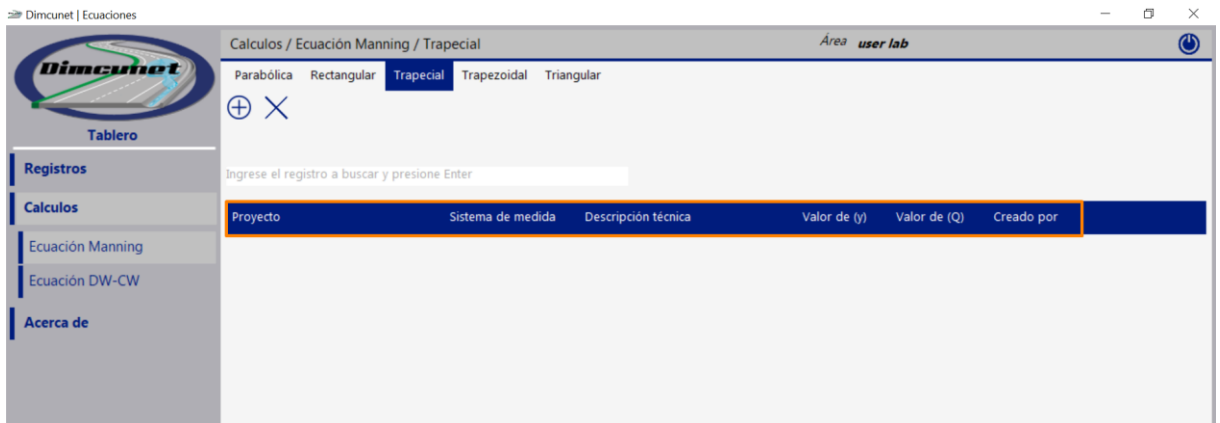 Dimcunet | Ecuaciones
Dimcunet
Tablero
Registros
Calculos
Ecuación Manning
Ecuación DW-CW
Acerca de
Calculos / Ecuación Manning / Trapecial
Área user lab
Parabólica Rectangular Trapecial Trapezoidal Triangular
Ingrese el registro a buscar y presione Enter
Proyecto Sistema de medida Descripción técnica Valor de (y) Valor de (Q) Creado por